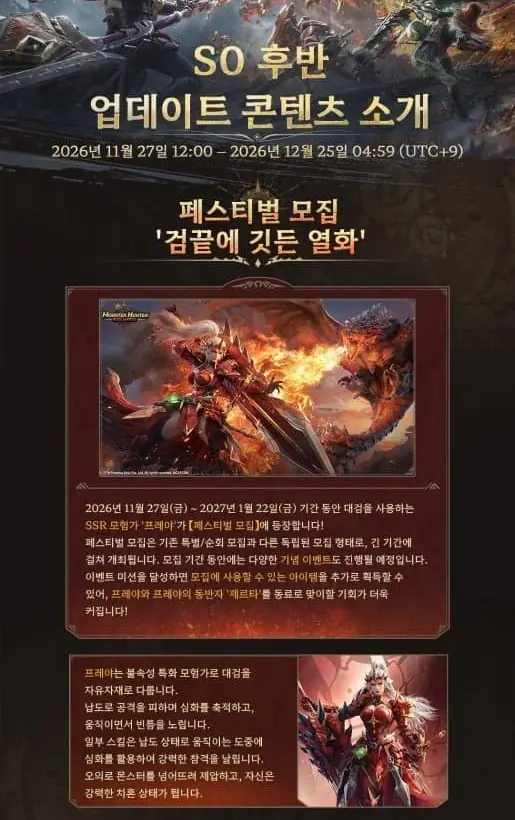 S0 후반
업데이트 콘텐츠 소개
2026년 11월 27일 12:00 – 2026년 12월 25일 04:59 (UTC+9)
페스티벌 모집
'검끝에 깃든 열화'
MONSTER HUNTER
2026년 11월 27일(금) ~ 2027년 1월 22일(금) 기간 동안 대검을 사용하는
SSR 모험가 '프레야'가 【페스티벌 모집】에 등장합니다!
페스티벌 모집은 기존 특별/순회 모집과 다른 독립된 모집 형태로, 긴 기간에
걸쳐 개최됩니다. 모집 기간 동안에는 다양한 기념 이벤트도 진행될 예정입니다.
이벤트 미션을 달성하면 모집에 사용할 수 있는 아이템을 추가로 획득할 수
있어, 프레야와 프레야의 동반자 '제르타'를 동료로 맞이할 기회가 더욱
커집니다!
프레야는 불속성 특화 모험가로 대검을
자유자재로 다룹니다.
납도로 공격을 피하며 심화를 축적하고,
움직이면서 빈틈을 노립니다.
일부 스킬은 납도 상태로 움직이는 도중에
심화를 활용하여 강력한 참격을 날립니다.
오의로 몬스터를 넘어뜨려 제압하고, 자신은
강력한 치혼 상태가 됩니다.